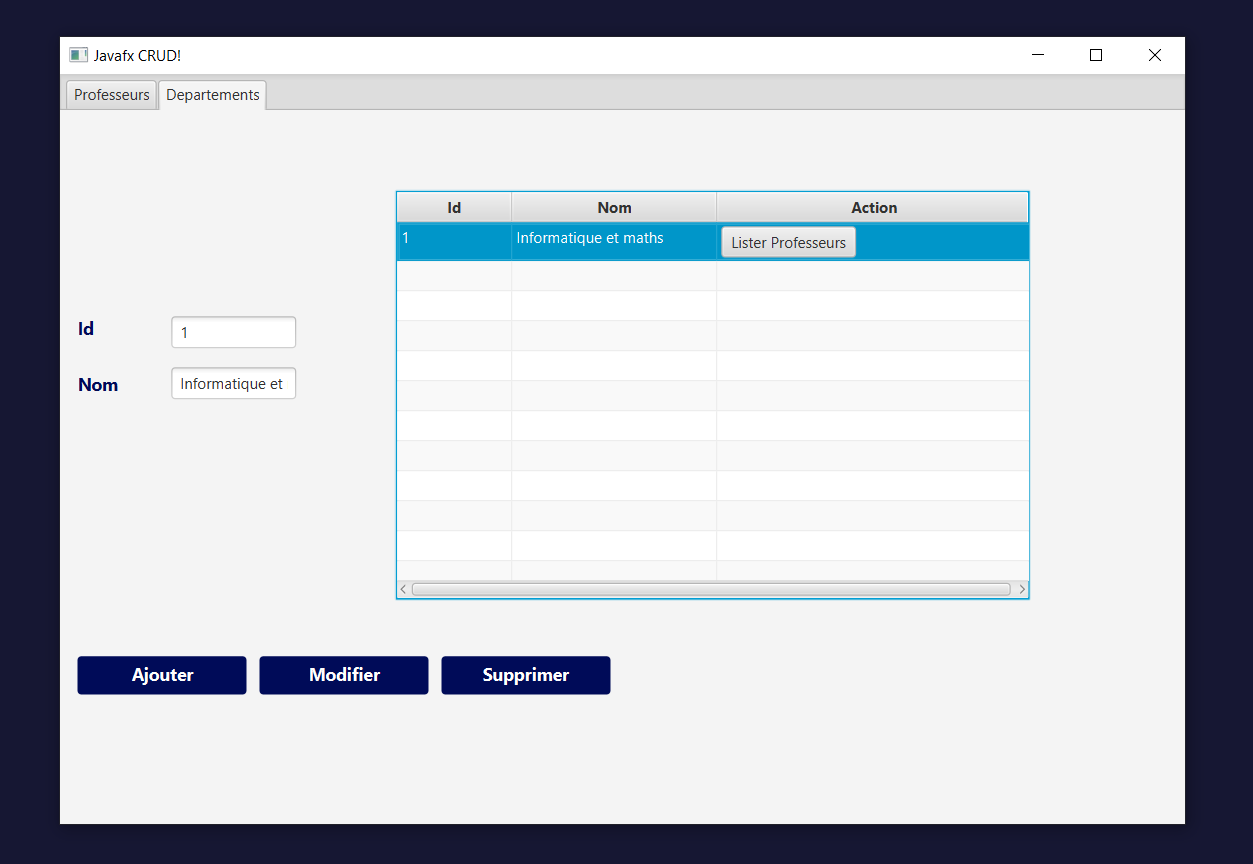 Javafx CRUD!
Professeurs Departements
Id Nom Action
1 Informatique et maths Lister Professeurs
Id 1
Nom Informatique et
Ajouter Modifier Supprimer